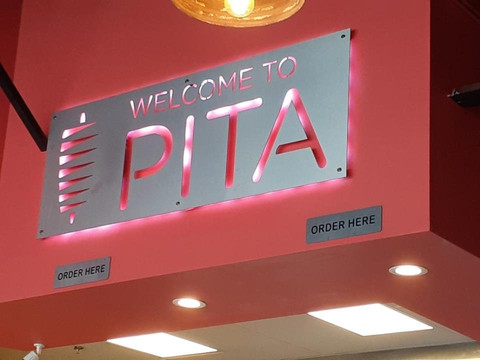 WELCOME TO
PITA
ORDER HERE
ORDER HERE